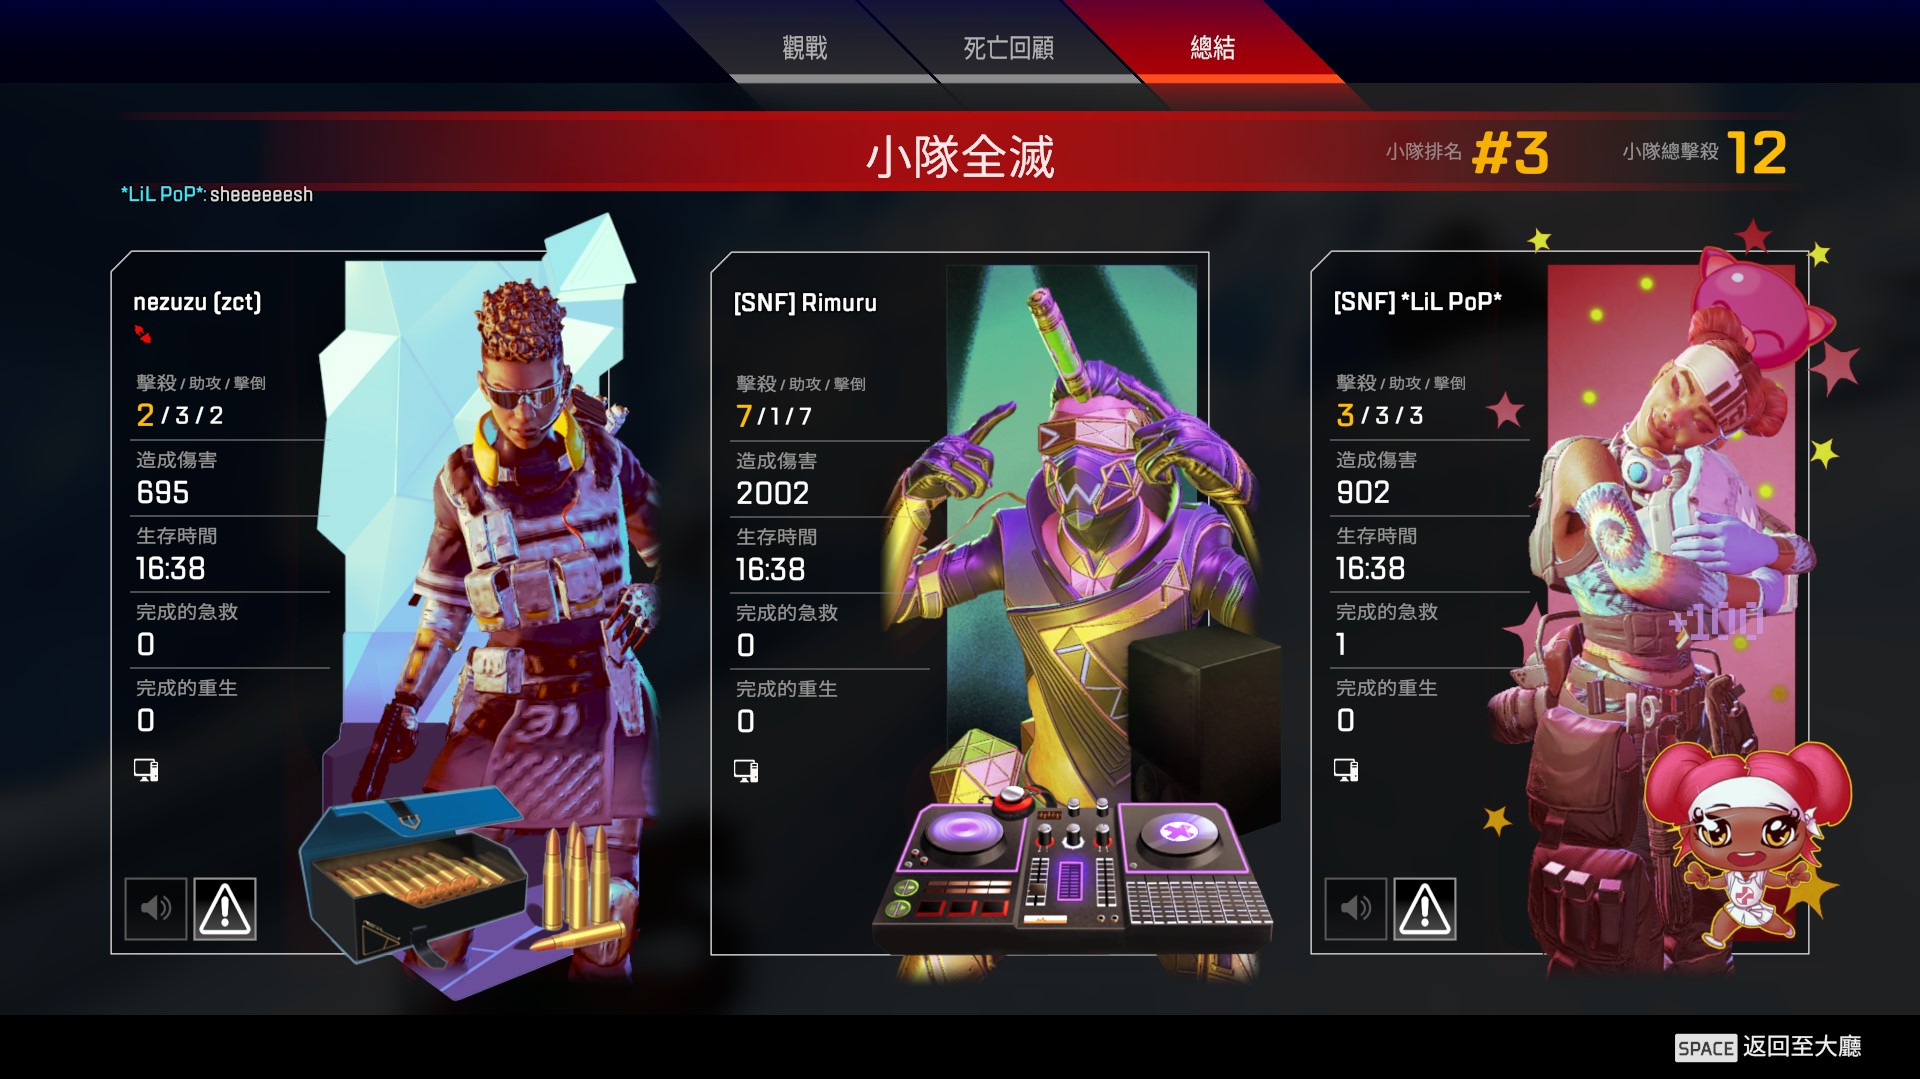 觀戰
死亡回顧
總結
小隊全滅
小隊排名 #3
小隊總擊殺 12
*LiL PoP*: sheeeeeesh
nezuzu (zct)
擊殺 / 助攻 / 擊倒
2 / 3 / 2
造成傷害
695
生存時間
16:38
完成的急救
0
完成的重生
0
31
[SNF] Rimuru
擊殺 / 助攻 / 擊倒
7 / 1 / 7
造成傷害
2002
生存時間
16:38
完成的急救
0
完成的重生
0
[SNF] *LiL PoP*
擊殺 / 助攻 / 擊倒
3 / 3 / 3
造成傷害
902
生存時間
16:38
完成的急救
1
完成的重生
0
+100
SPACE 返回至大廳